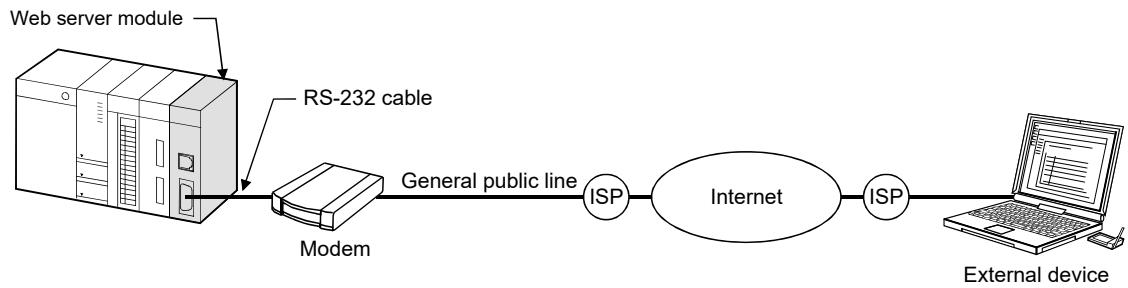 Web server module
RS-232 cable
General public line
ISP
Internet
ISP
Modem
External device